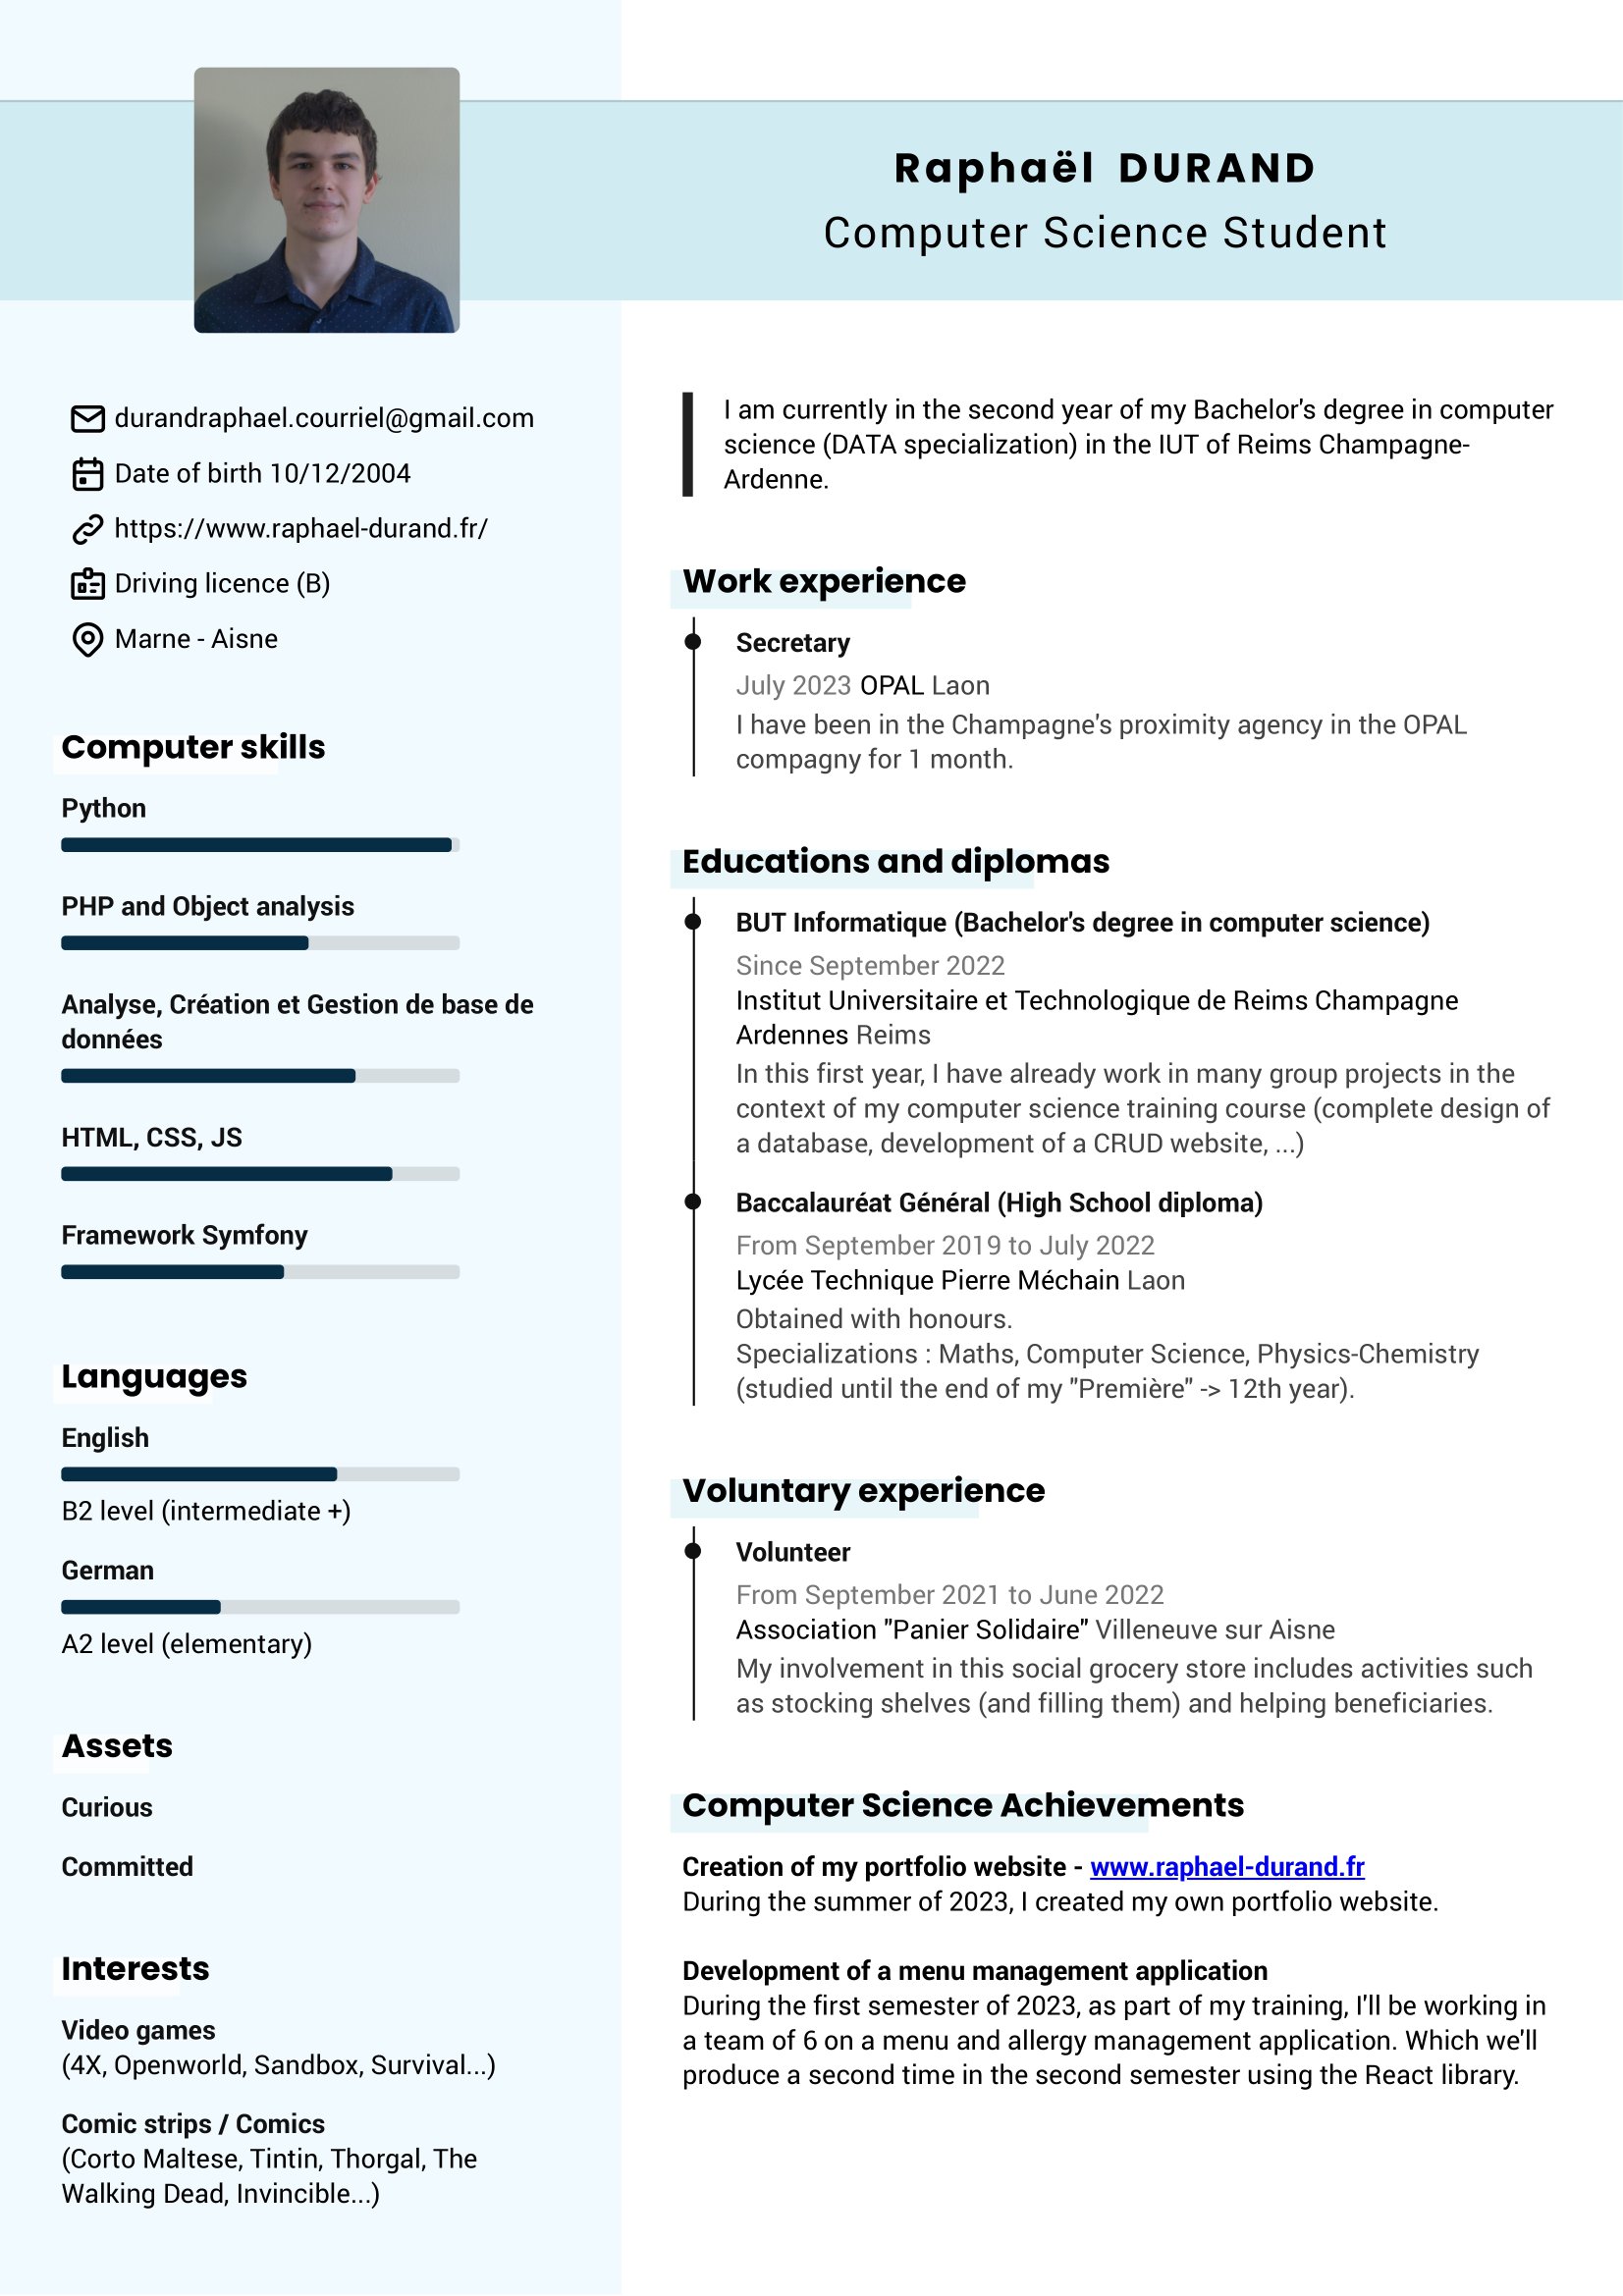 Raphaël DURAND
Computer Science Student
durandraphael.courriel@gmail.com
Date of birth 10/12/2004
https://www.raphael-durand.fr/
Driving licence (B)
Marne - Aisne
Computer skills
Python
PHP and Object analysis
Analyse, Création et Gestion de base de
données
HTML, CSS, JS
Framework Symfony
Languages
English
B2 level (intermediate +)
German
A2 level (elementary)
Assets
Curious
Committed
Interests
Video games
(4X, Openworld, Sandbox, Survival...)
Comic strips / Comics
(Corto Maltese, Tintin, Thorgal, The
Walking Dead, Invincible...)
I am currently in the second year of my Bachelor's degree in computer
science (DATA specialization) in the IUT of Reims Champagne-
Ardenne.
Work experience
Secretary
July 2023 OPAL Laon
I have been in the Champagne's proximity agency in the OPAL
compagny for 1 month.
Educations and diplomas
BUT Informatique (Bachelor's degree in computer science)
Since September 2022
Institut Universitaire et Technologique de Reims Champagne
Ardennes Reims
In this first year, I have already work in many group projects in the
context of my computer science training course (complete design of
a database, development of a CRUD website, ...)
Baccalauréat Général (High School diploma)
From September 2019 to July 2022
Lycée Technique Pierre Méchain Laon
Obtained with honours.
Specializations : Maths, Computer Science, Physics-Chemistry
(studied until the end of my "Première" -> 12th year).
Voluntary experience
Volunteer
From September 2021 to June 2022
Association "Panier Solidaire" Villeneuve sur Aisne
My involvement in this social grocery store includes activities such
as stocking shelves (and filling them) and helping beneficiaries.
Computer Science Achievements
Creation of my portfolio website - www.raphael-durand.fr
During the summer of 2023, I created my own portfolio website.
Development of a menu management application
During the first semester of 2023, as part of my training, I'll be working in
a team of 6 on a menu and allergy management application. Which we'll
produce a second time in the second semester using the React library.